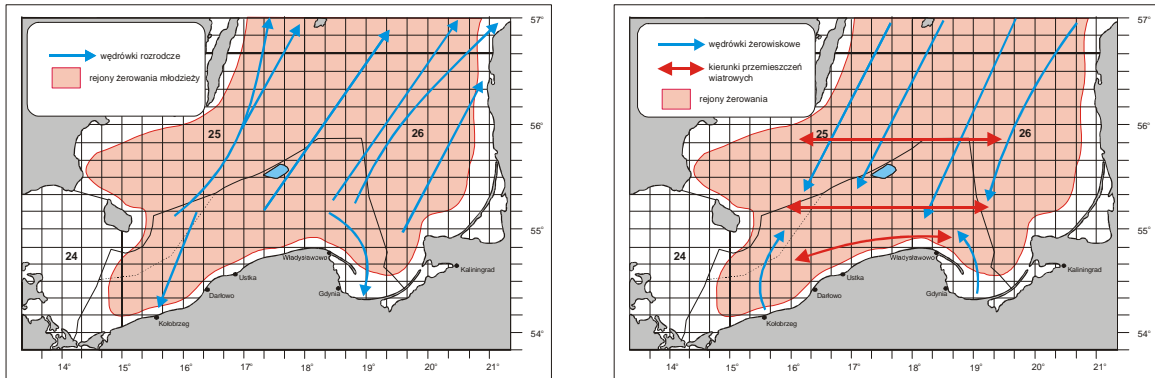 57°
wędrówki rozrodcze
rejony żerowania młodzieży
25
26
56°
55°
24
Władysławowo
Kaliningrad
Ustka
Gdynia
Darłowo
Kołobrzeg
54°
14° 15° 16° 17° 18° 19° 20° 21°
57°
wędrówki żerowiskowe
kierunki przemieszczeń
wiatrowych
rejony żerowania
25
26
56°
55°
24
Władysławowo
Kaliningrad
Ustka
Gdynia
Darłowo
Kołobrzeg
54°
14° 15° 16° 17° 18° 19° 20° 21°